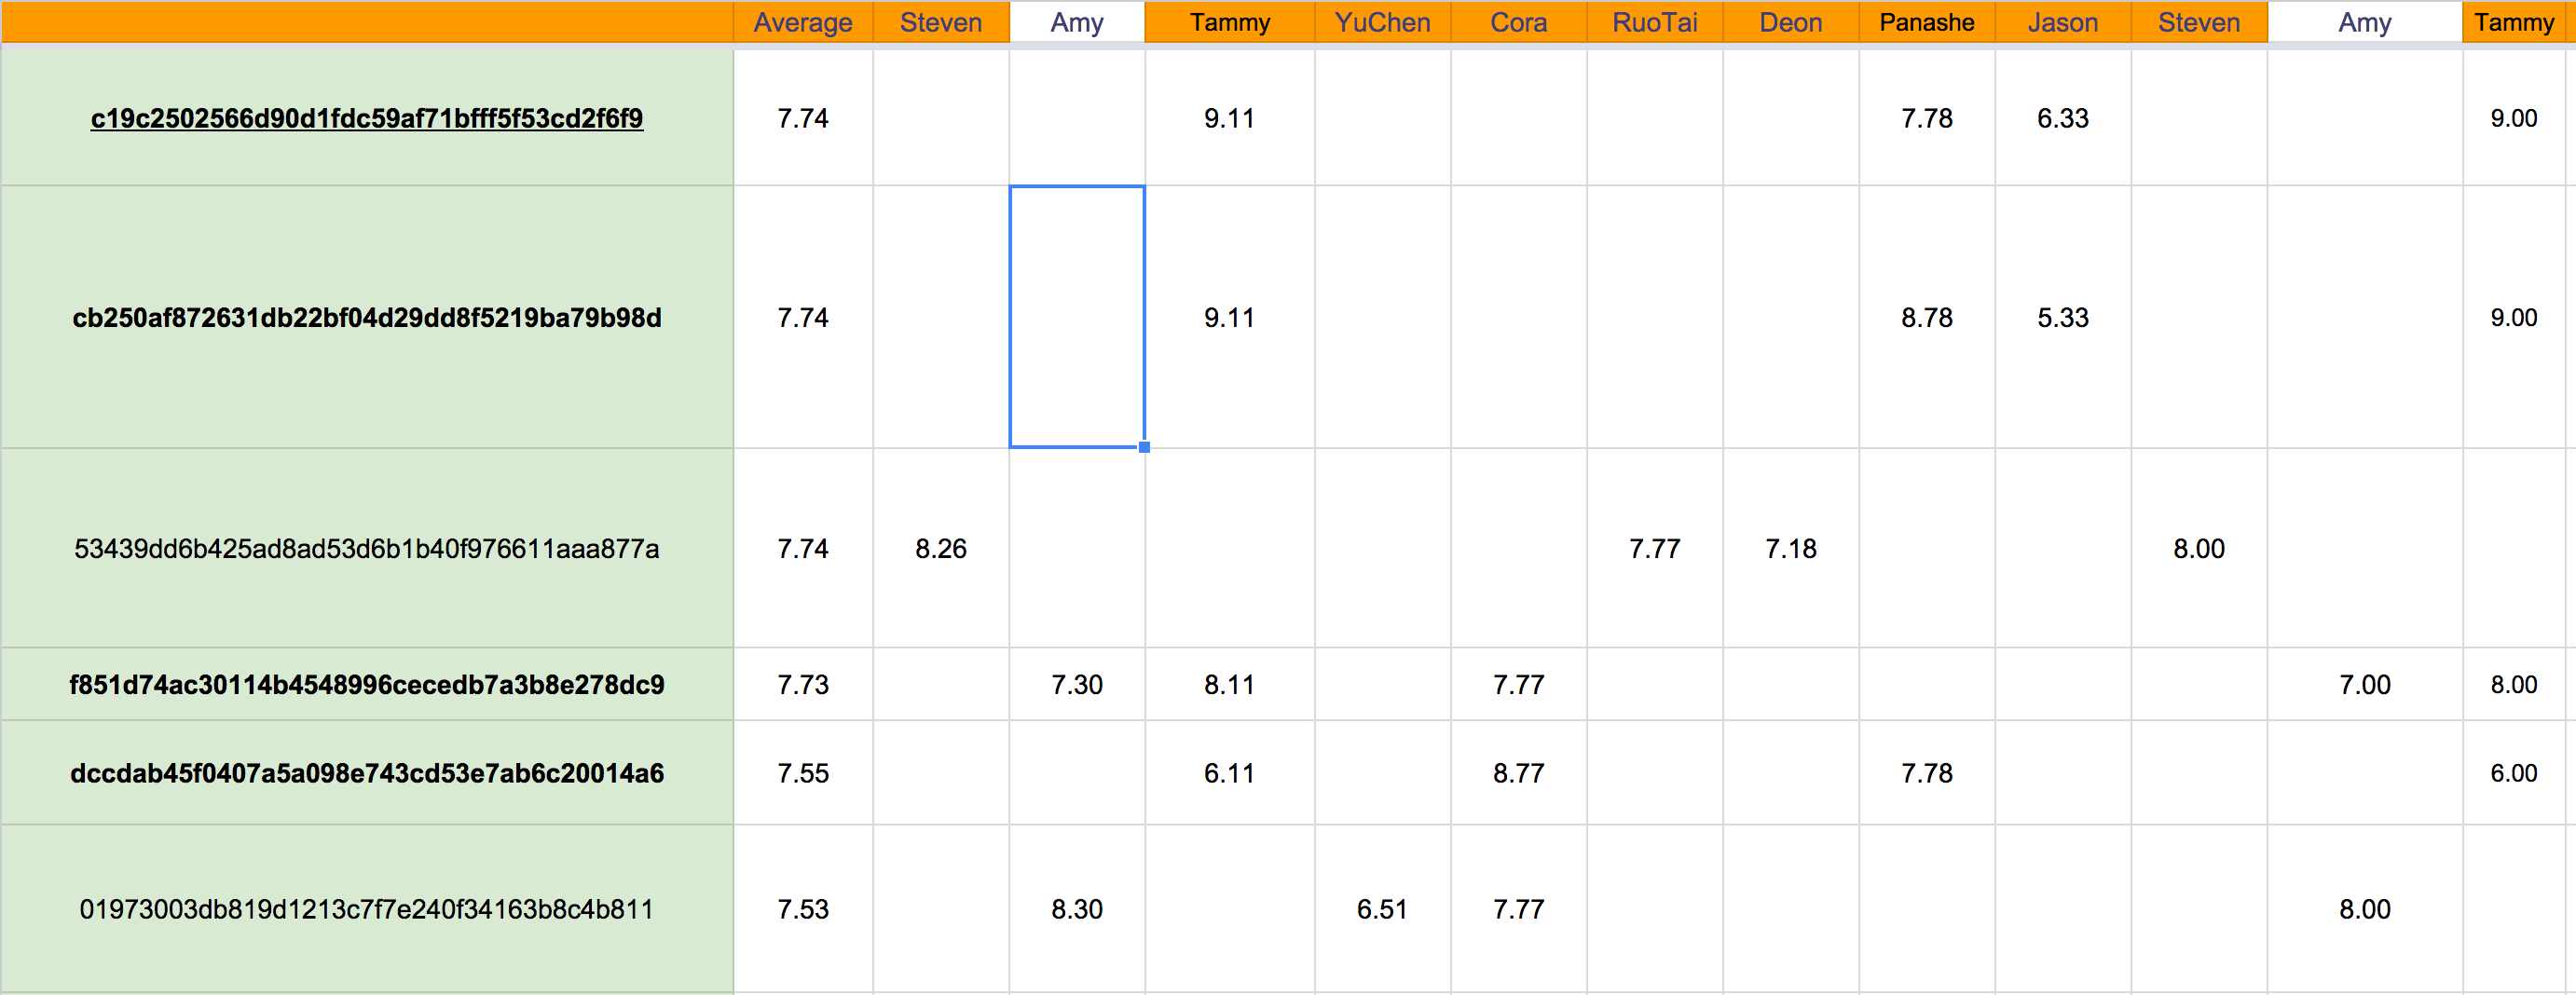 Average Steven Amy Tammy YuChen Cora RuoTai Deon Panashe Jason Steven Amy Tammy
c19c2502566d90d1fdc59af71bfff5f53cd2f6f9 7.74 9.11 7.78 6.33 9.00
cb250af872631db22bf04d29dd8f5219ba79b98d 7.74 9.11 8.78 5.33 9.00
53439dd6b425ad8ad53d6b1b40f976611aaa877a 7.74 8.26 7.77 7.18 8.00
f851d74ac30114b4548996cecedb7a3b8e278dc9 7.73 7.30 8.11 7.77 7.00 8.00
dccdab45f0407a5a098e743cd53e7ab6c20014a6 7.55 6.11 8.77 7.78 6.00
01973003db819d1213c7f7e240f34163b8c4b811 7.53 8.30 6.51 7.77 8.00